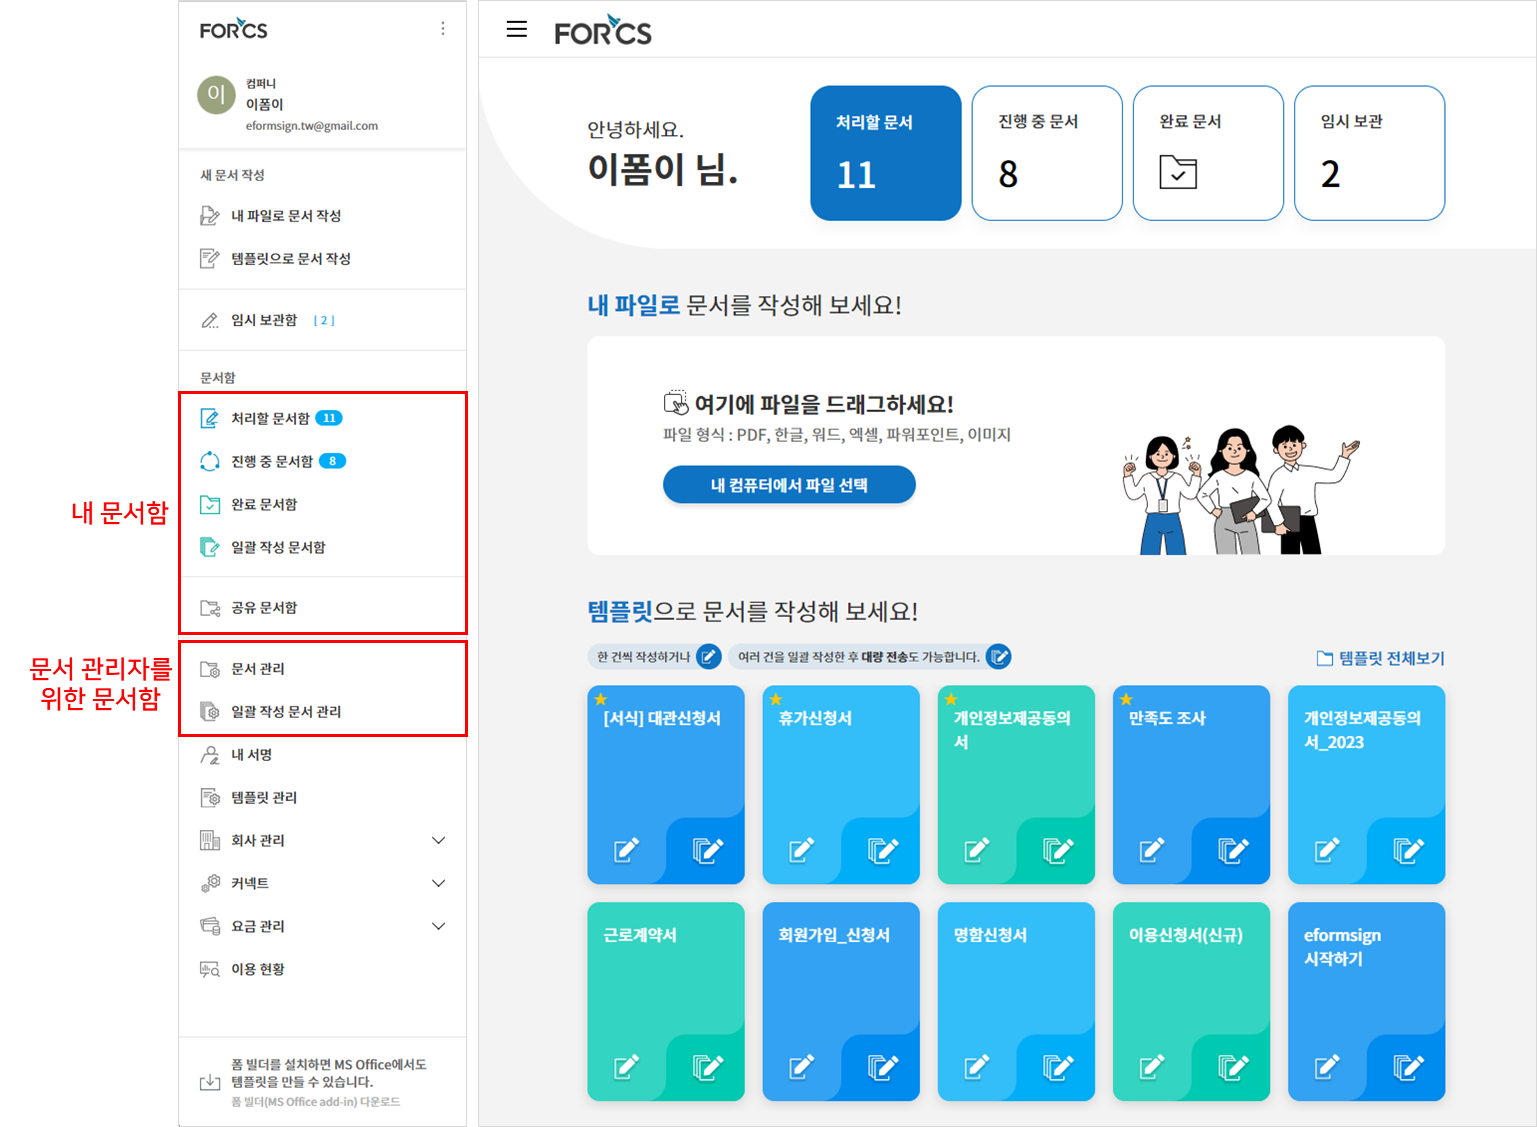 FORCS
이
컴퍼니
이폼이
eformsign.tw@gmail.com
새 문서 작성
내 파일로 문서 작성
템플릿으로 문서 작성
임시 보관함 [ 2 ]
문서함
처리할 문서함 11
진행 중 문서함 8
완료 문서함
일괄 작성 문서함
공유 문서함
문서 관리
일괄 작성 문서 관리
내 서명
템플릿 관리
회사 관리
커넥트
요금 관리
이용 현황
폼 빌더를 설치하면 MS Office에서도
템플릿을 만들 수 있습니다.
폼 빌더(MS Office add-in) 다운로드
내 문서함
문서 관리자를
위한 문서함
FORCS
안녕하세요.
이폼이 님.
처리할 문서
11
진행 중 문서
8
완료 문서
임시 보관
2
내 파일로 문서를 작성해 보세요!
여기에 파일을 드래그하세요!
파일 형식 : PDF, 한글, 워드, 엑셀, 파워포인트, 이미지
내 컴퓨터에서 파일 선택
템플릿으로 문서를 작성해 보세요!
한 건씩 작성하거나
여러 건을 일괄 작성한 후 대량 전송도 가능합니다.
템플릿 전체보기
[서식] 대관신청서
휴가신청서
개인정보제공동의
서
만족도 조사
개인정보제공동의
서_2023
근로계약서
회원가입_신청서
명함신청서
이용신청서(신규)
eformsign
시작하기